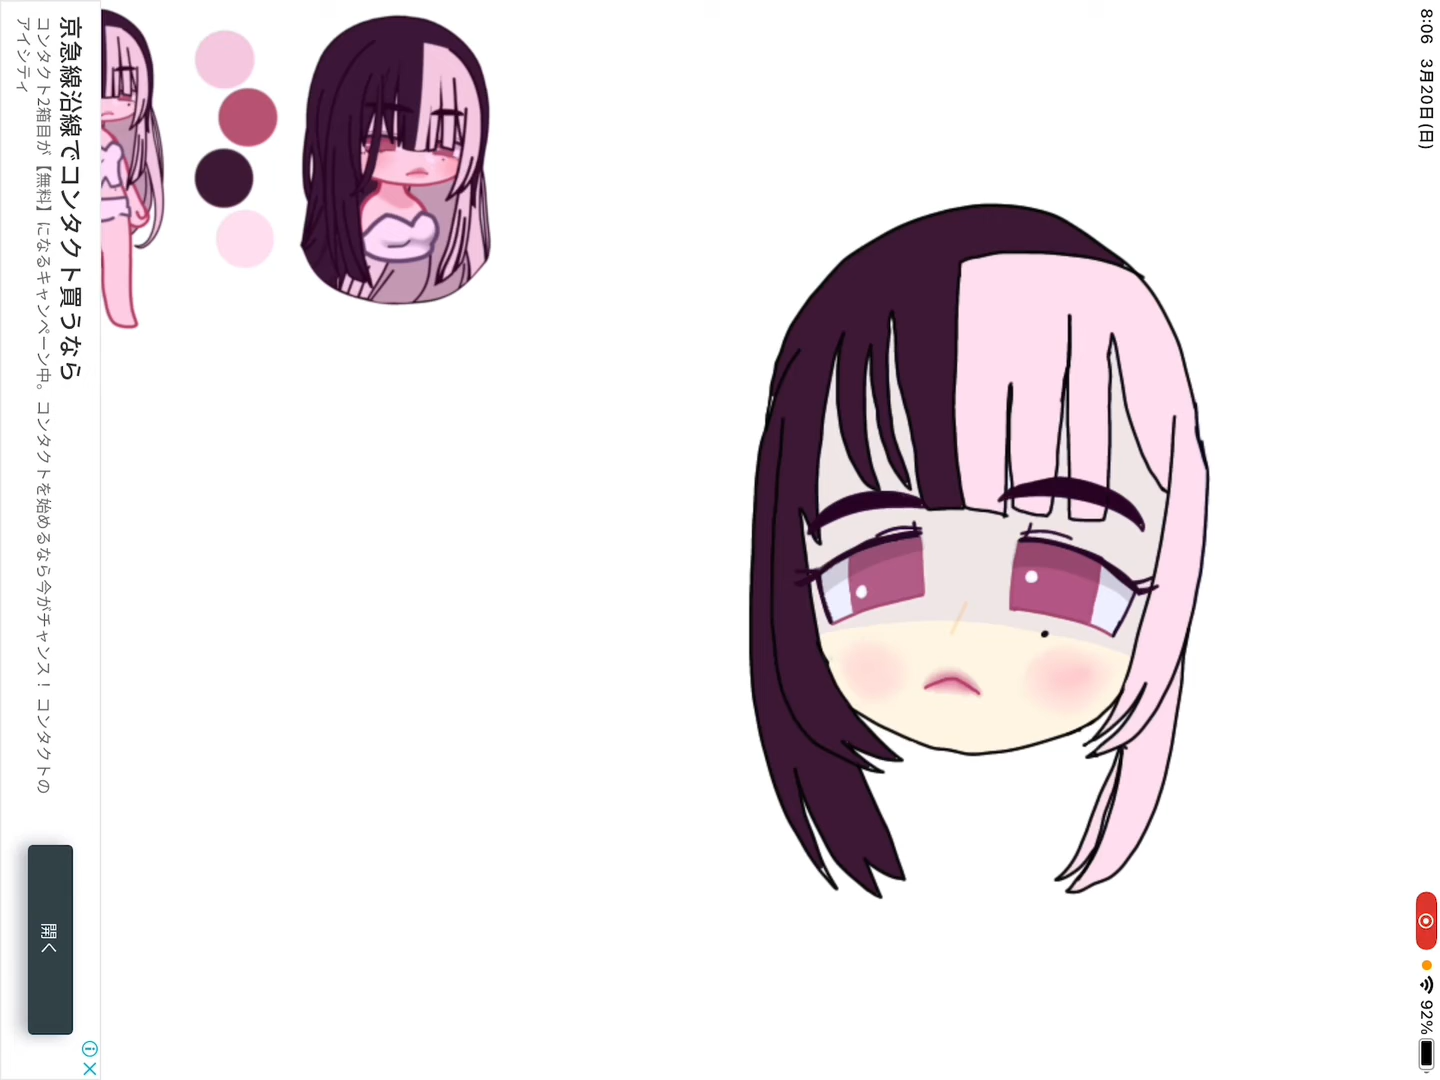 8:06 3月20日(日)
92%
京急線沿線でコンタクト買うなら
コンタクト2箱目が【無料】になるキャンペーン中。コンタクトを始めるなら今がチャンス！コンタクトの
アイシティ
開く